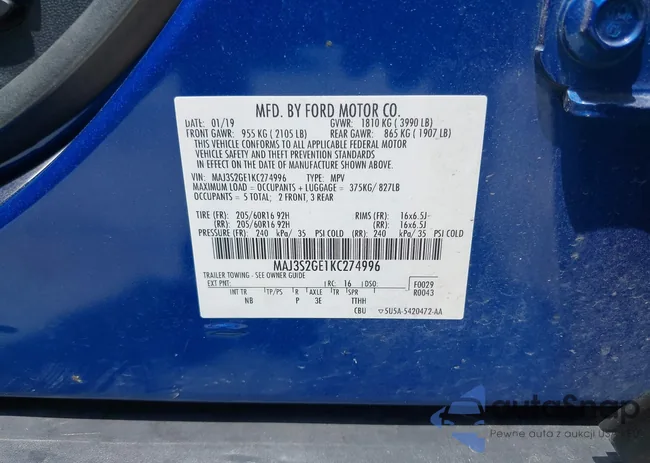 MFD. BY FORD MOTOR CO.
DATE: 01/19 GVWR: 1810 KG ( 3990 LB)
FRONT GAWR: 955 KG ( 2105 LB) REAR GAWR: 865 KG ( 1907 LB)
THIS VEHICLE CONFORMS TO ALL APPLICABLE FEDERAL MOTOR
VEHICLE SAFETY AND THEFT PREVENTION STANDARDS
IN EFFECT ON THE DATE OF MANUFACTURE SHOWN ABOVE.
VIN: MAJ3S2GE1KC274996 TYPE: MPV
MAXIMUM LOAD = OCCUPANTS + LUGGAGE = 375KG/ 827LB
OCCUPANTS = 5 TOTAL; 2 FRONT, 3 REAR
TIRE (FR): 205/60R16 92H RIMS (FR): 16x6.5J
(RR): 205/60R16 92H (RR): 16x6.5J
PRESSURE (FR): 240 kPa/ 35 PSI COLD (RR): 240 kPa/ 35 PSI COLD
MAJ3S2GE1KC274996
TRAILER TOWING - SEE OWNER GUIDE
EXT PNT: RC: 16 DSO: F0029
INT TR TP/PS R AXLE TR SPR R0043
NB P 3E TTHH
CBU 5U5A-5420472-AA
autaSnap
Pewne auta z aukcji USA